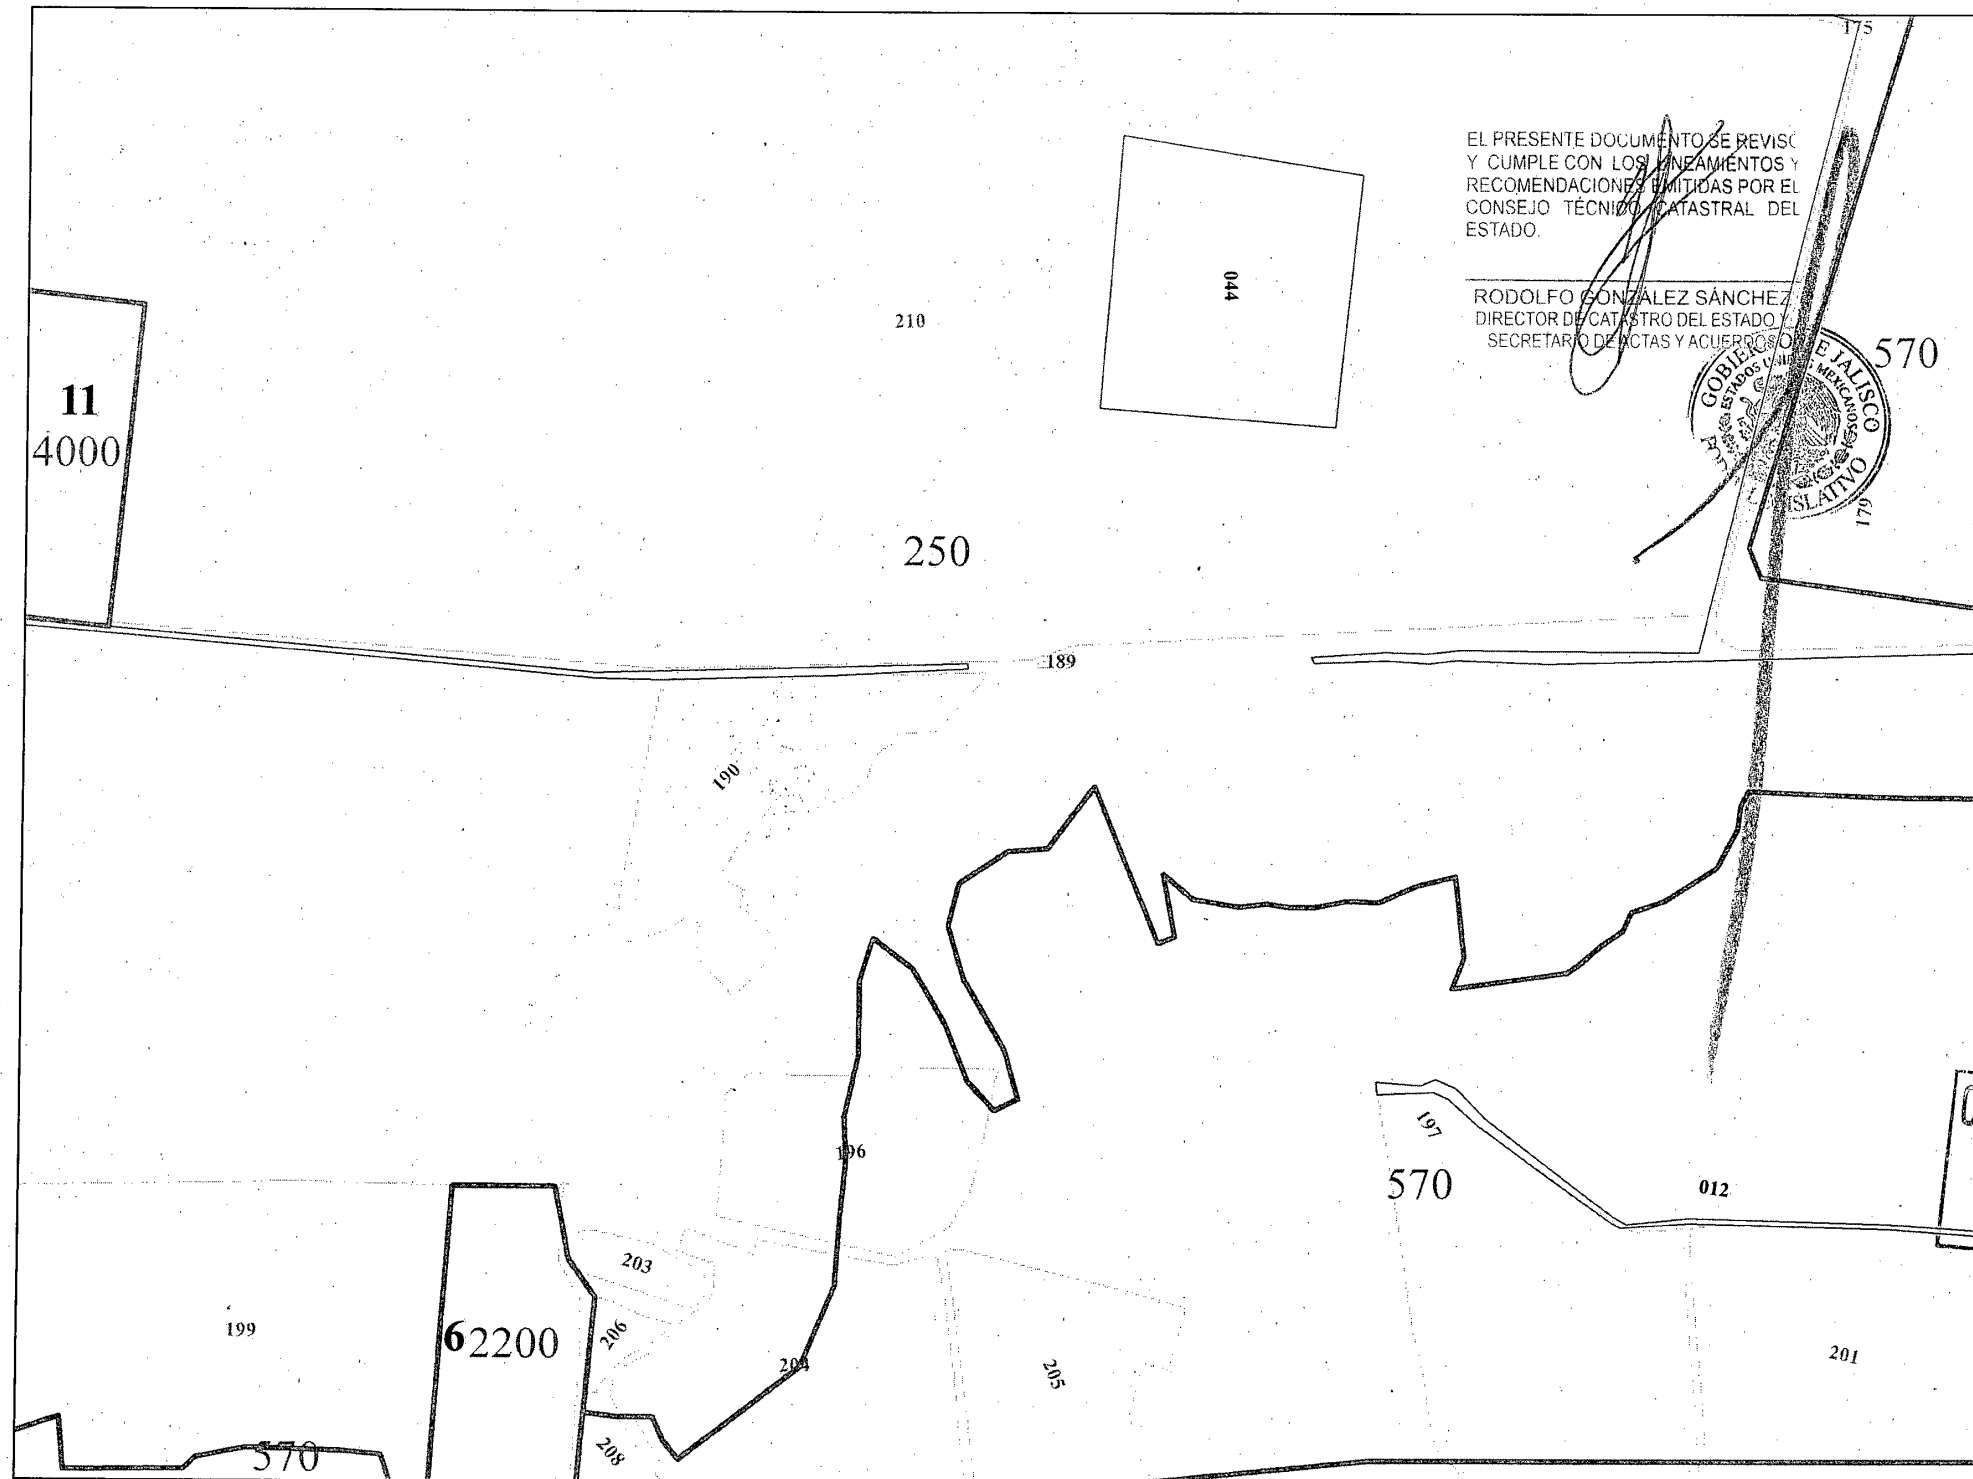 175
EL PRESENTE DOCUMENTO SE REVISÓ
Y CUMPLE CON LOS LINEAMIENTOS Y
RECOMENDACIONES EMITIDAS POR EL
CONSEJO TÉCNICO CATASTRAL DEL
ESTADO.
044
210
RODOLFO GONZÁLEZ SÁNCHEZ
DIRECTOR DE CATASTRO DEL ESTADO Y
SECRETARIO DE ACTAS Y ACUERDOS
GOBIERNO DE JALISCO
ESTADOS UNIDOS MEXICANOS
LEGISLATIVO
570
11
4000
179
250
189
190
196
197
570
012
203
199
6 2200
206
204
205
201
208
570